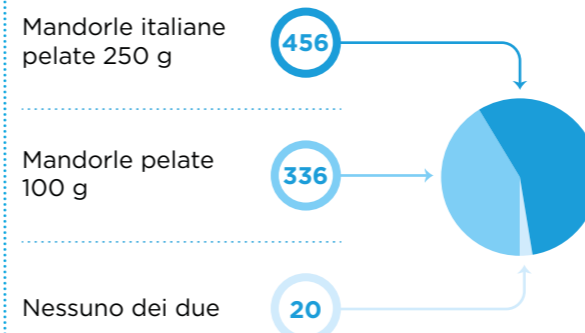 Mandorle italiane
pelate 250 g
456
Mandorle pelate
100 g
336
Nessuno dei due
20